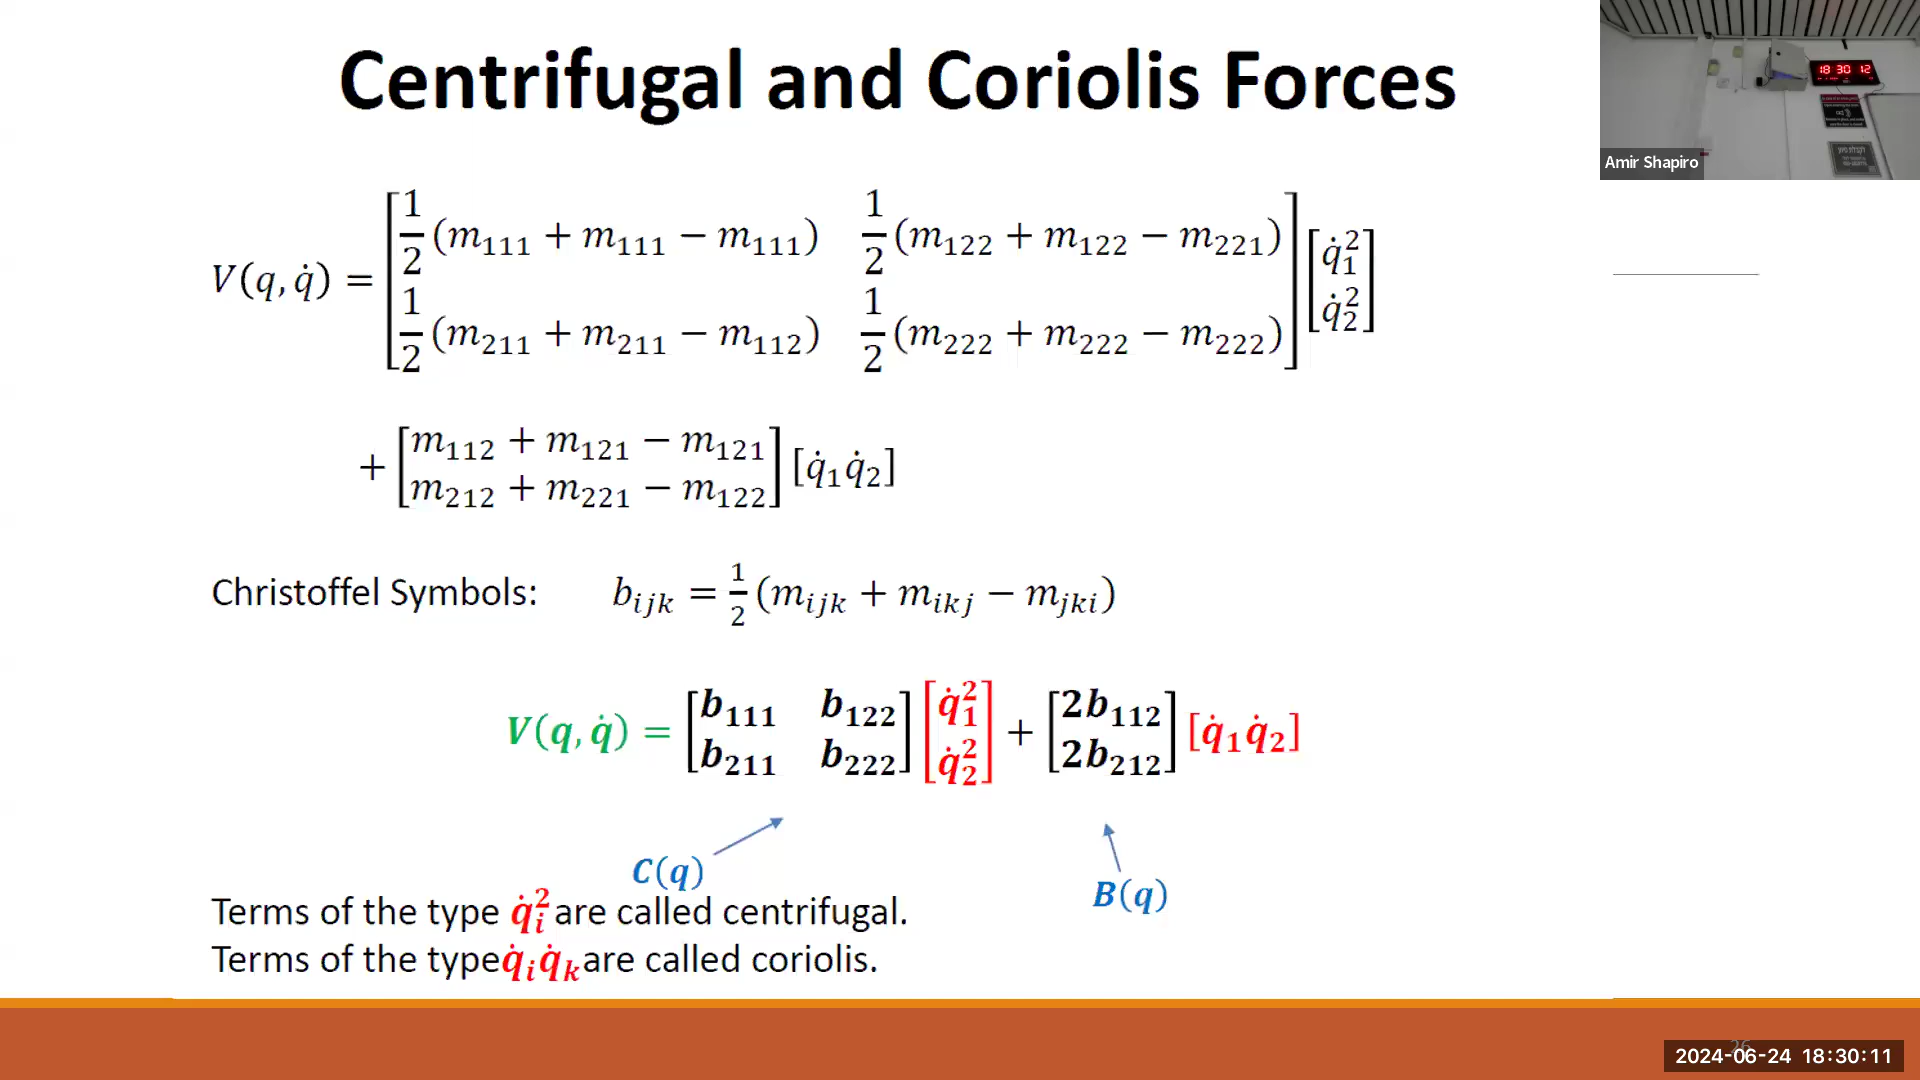 Centrifugal and Coriolis Forces
18 30 12
Amir Shapiro
V(q, q̇) = [½(m₁₁₁ + m₁₁₁ − m₁₁₁) ½(m₁₂₂ + m₁₂₂ − m₂₂₁)] [q̇₁²]
[½(m₂₁₁ + m₂₁₁ − m₁₁₂) ½(m₂₂₂ + m₂₂₂ − m₂₂₂)] [q̇₂²]
+ [m₁₁₂ + m₁₂₁ − m₁₂₁] [q̇₁q̇₂]
[m₂₁₂ + m₂₂₁ − m₁₂₂]
Christoffel Symbols: b_ijk = ½(m_ijk + m_ikj − m_jki)
V(q, q̇) = [b₁₁₁ b₁₂₂] [q̇₁²] + [2b₁₁₂] [q̇₁q̇₂]
[b₂₁₁ b₂₂₂] [q̇₂²] [2b₂₁₂]
C(q)
B(q)
Terms of the type q̇ᵢ² are called centrifugal.
Terms of the type q̇ᵢq̇ₖ are called coriolis.
2024-06-24 18:30:11